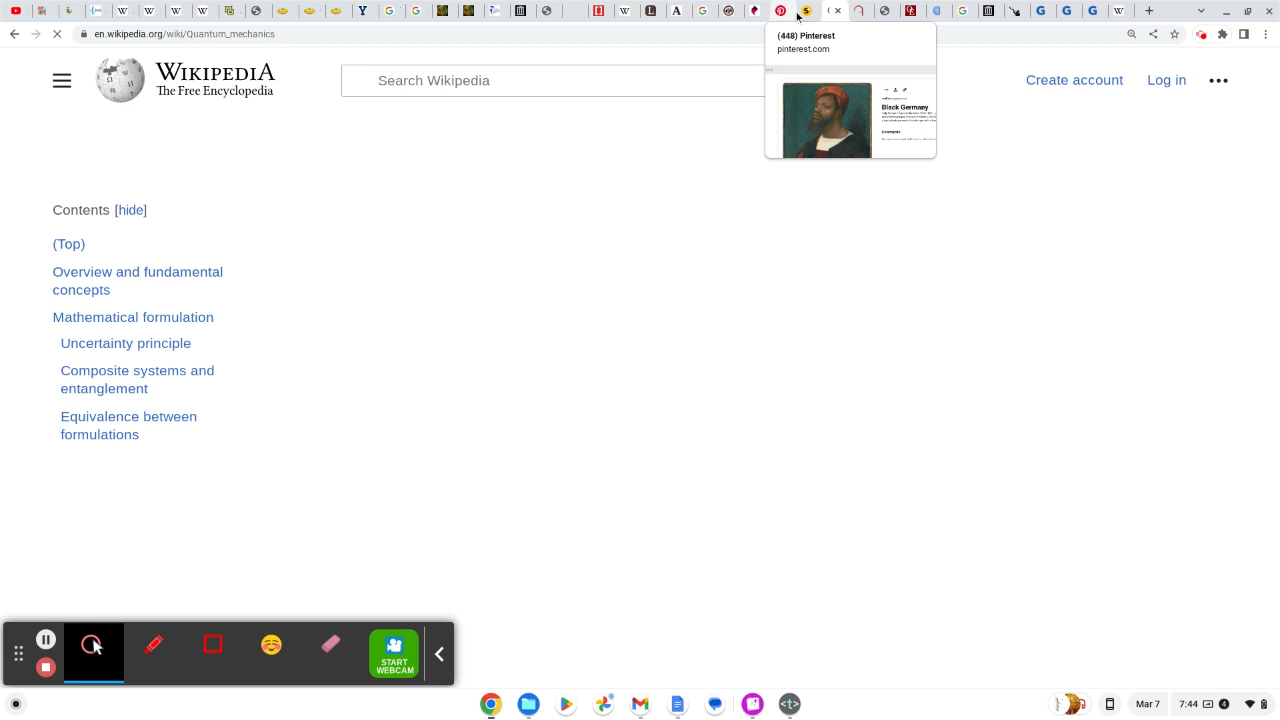 en.wikipedia.org/wiki/Quantum_mechanics
(448) Pinterest
pinterest.com
Black Germany
Comments
WIKIPEDIA
The Free Encyclopedia
Search Wikipedia
Create account
Log in
Contents [hide]
(Top)
Overview and fundamental
concepts
Mathematical formulation
Uncertainty principle
Composite systems and
entanglement
Equivalence between
formulations
START
WEBCAM
<t>
Mar 7
7:44
4